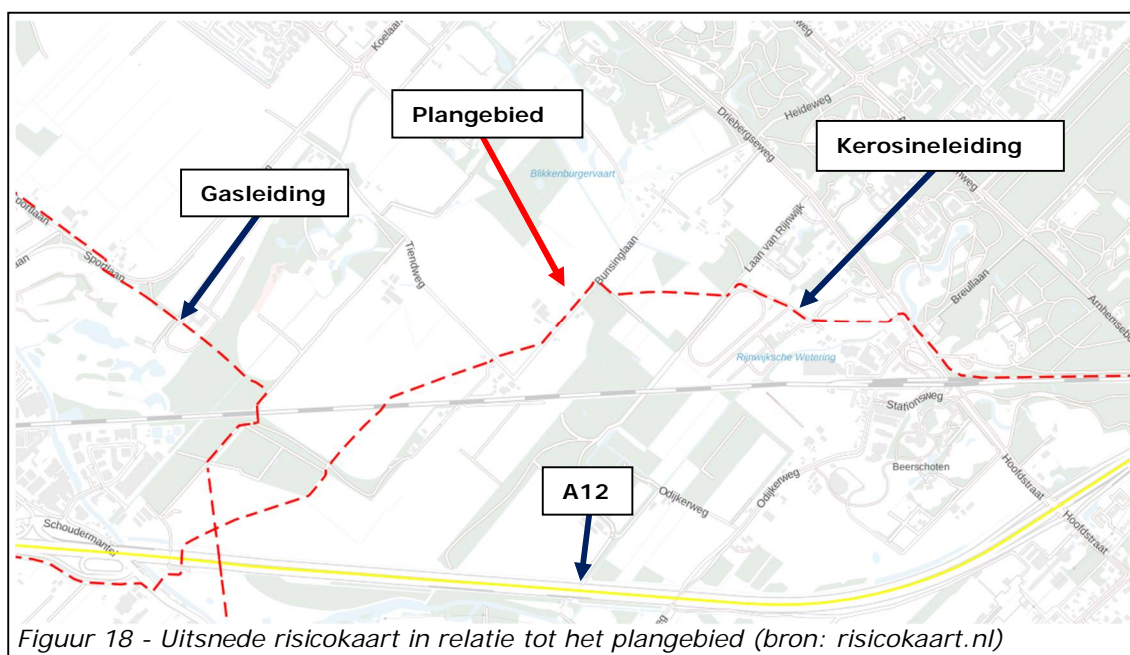 Koelaan
Plangebied
Heideweg
Driebergseweg
Kerosineleiding
Blikkenburgervaart
Gasleiding
Sportlaan
Tiendweg
Bunsinglaan
Laan van Rijnwijk
Breullaan
Arnhemsebo
Rijnwijksche Wetering
Stationsweg
Beerschoten
A12
Odijkerweg
Odijkerweg
Hoofdstraat
Hoofdstraat
Figuur 18 - Uitsnede risicokaart in relatie tot het plangebied (bron: risicokaart.nl)